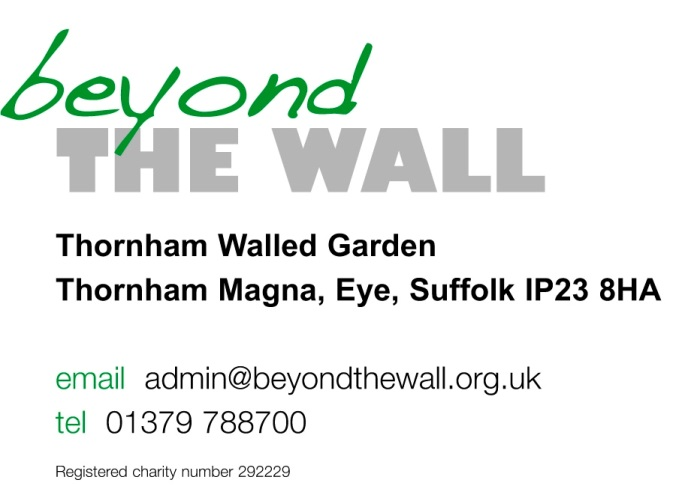 beyond
THE WALL
Thornham Walled Garden
Thornham Magna, Eye, Suffolk IP23 8HA
email admin@beyondthewall.org.uk
tel 01379 788700
Registered charity number 292229